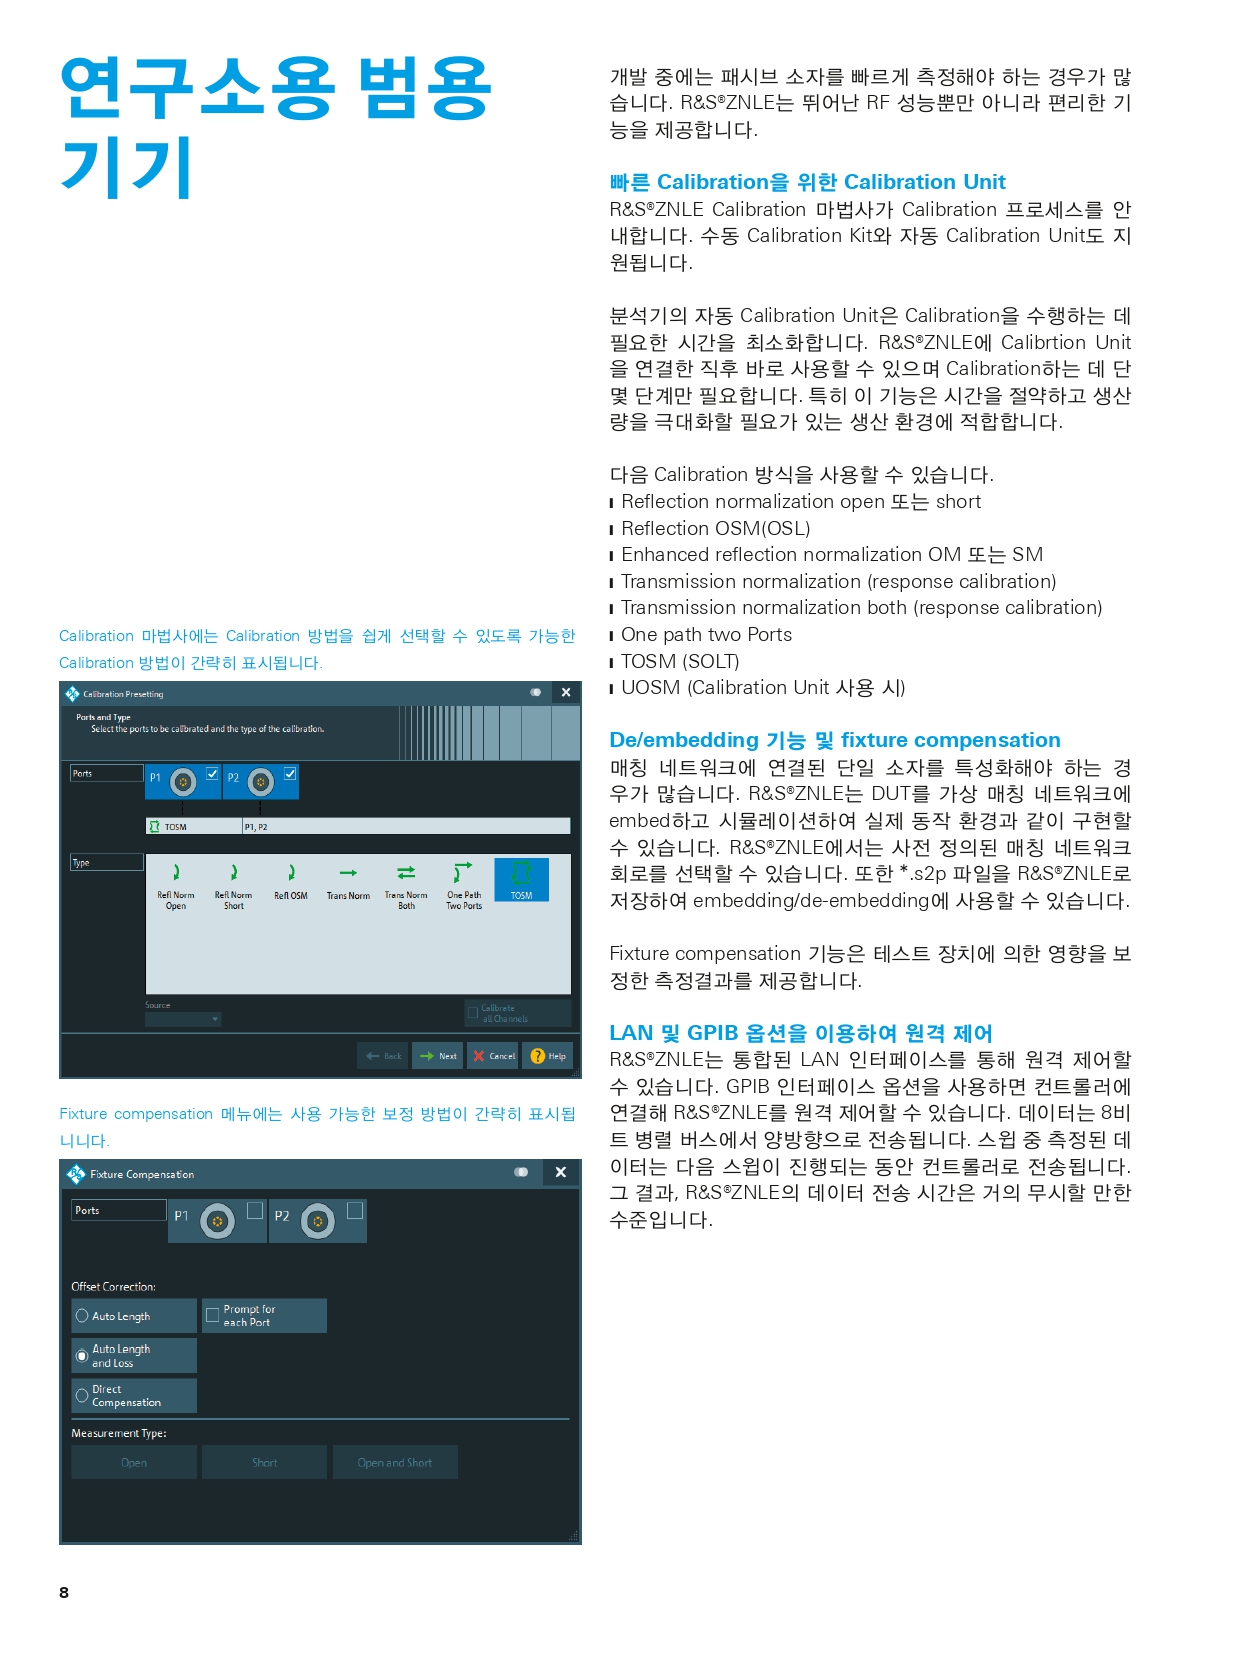 연구소용 범용
기기
개발 중에는 패시브 소자를 빠르게 측정해야 하는 경우가 많
습니다. R&S®ZNLE는 뛰어난 RF 성능뿐만 아니라 편리한 기
능을 제공합니다.
빠른 Calibration을 위한 Calibration Unit
R&S®ZNLE Calibration 마법사가 Calibration 프로세스를 안
내합니다. 수동 Calibration Kit와 자동 Calibration Unit도 지
원됩니다.
분석기의 자동 Calibration Unit은 Calibration을 수행하는 데
필요한 시간을 최소화합니다. R&S®ZNLE에 Calibrtion Unit
을 연결한 직후 바로 사용할 수 있으며 Calibration하는 데 단
몇 단계만 필요합니다. 특히 이 기능은 시간을 절약하고 생산
량을 극대화할 필요가 있는 생산 환경에 적합합니다.
다음 Calibration 방식을 사용할 수 있습니다.
ı Reflection normalization open 또는 short
ı Reflection OSM(OSL)
ı Enhanced reflection normalization OM 또는 SM
ı Transmission normalization (response calibration)
ı Transmission normalization both (response calibration)
ı One path two Ports
ı TOSM (SOLT)
ı UOSM (Calibration Unit 사용 시)
De/embedding 기능 및 fixture compensation
매칭 네트워크에 연결된 단일 소자를 특성화해야 하는 경
우가 많습니다. R&S®ZNLE는 DUT를 가상 매칭 네트워크에
embed하고 시뮬레이션하여 실제 동작 환경과 같이 구현할
수 있습니다. R&S®ZNLE에서는 사전 정의된 매칭 네트워크
회로를 선택할 수 있습니다. 또한 *.s2p 파일을 R&S®ZNLE로
저장하여 embedding/de-embedding에 사용할 수 있습니다.
Fixture compensation 기능은 테스트 장치에 의한 영향을 보
정한 측정결과를 제공합니다.
LAN 및 GPIB 옵션을 이용하여 원격 제어
R&S®ZNLE는 통합된 LAN 인터페이스를 통해 원격 제어할
수 있습니다. GPIB 인터페이스 옵션을 사용하면 컨트롤러에
연결해 R&S®ZNLE를 원격 제어할 수 있습니다. 데이터는 8비
트 병렬 버스에서 양방향으로 전송됩니다. 스윕 중 측정된 데
이터는 다음 스윕이 진행되는 동안 컨트롤러로 전송됩니다.
그 결과, R&S®ZNLE의 데이터 전송 시간은 거의 무시할 만한
수준입니다.
Calibration 마법사에는 Calibration 방법을 쉽게 선택할 수 있도록 가능한
Calibration 방법이 간략히 표시됩니다.
Calibration Presetting
Ports and Type
Select the ports to be calibrated and the type of the calibration.
Ports
P1 P2
TOSM P1, P2
Type
Refl Norm Open
Refl Norm Short
Refl OSM
Trans Norm
Trans Norm Both
One Path Two Ports
TOSM
Source
Calibrate
all Channels
Back Next Cancel Help
Fixture compensation 메뉴에는 사용 가능한 보정 방법이 간략히 표시됩
니니다.
Fixture Compensation
Ports P1 P2
Offset Correction:
Auto Length
Prompt for
each Port
Auto Length
and Loss
Direct
Compensation
Measurement Type:
Open Short Open and Short
8